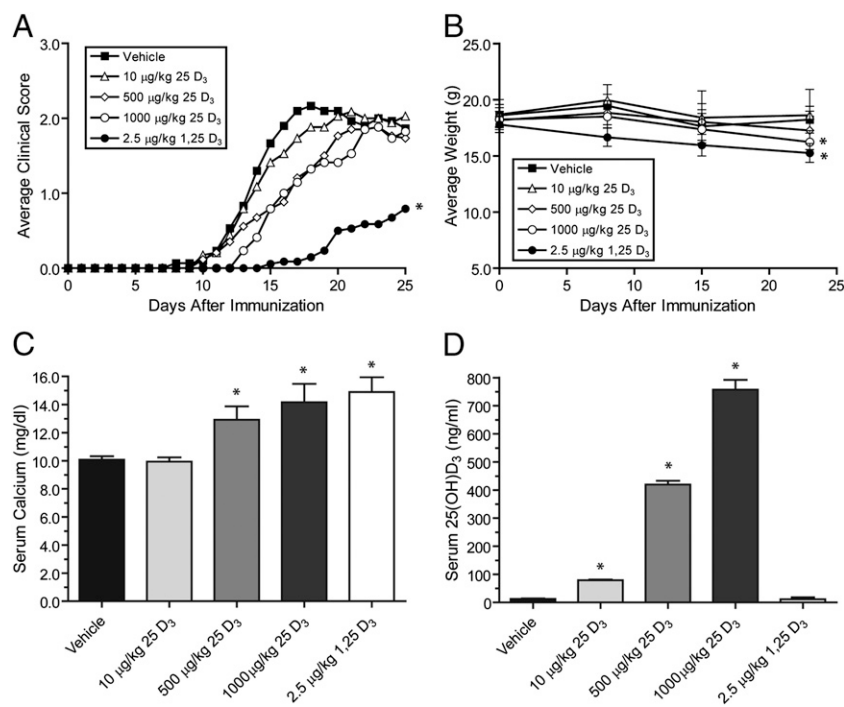 A
3.0
2.0
1.0
0.0
Average Clinical Score
Vehicle
10 μg/kg 25 D3
500 μg/kg 25 D3
1000 μg/kg 25 D3
2.5 μg/kg 1,25 D3
*
0 5 10 15 20 25
Days After Immunization
B
25.0
20.0
15.0
10.0
5.0
Average Weight (g)
*
*
Vehicle
10 μg/kg 25 D3
500 μg/kg 25 D3
1000 μg/kg 25 D3
2.5 μg/kg 1,25 D3
0 5 10 15 20 25
Days After Immunization
C
16.0
14.0
12.0
10.0
8.0
6.0
4.0
2.0
0.0
Serum Calcium (mg/dl)
* * *
Vehicle
10 μg/kg 25 D3
500 μg/kg 25 D3
1000μg/kg 25 D3
2.5 μg/kg 1,25 D3
D
800
700
600
500
400
300
200
100
0
Serum 25(OH)D3 (ng/ml)
* * *
Vehicle
10 μg/kg 25 D3
500 μg/kg 25 D3
1000μg/kg 25 D3
2.5 μg/kg 1,25 D3